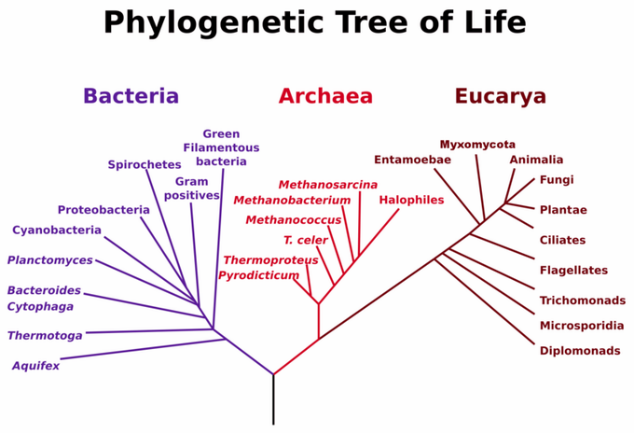 Phylogenetic Tree of Life
Bacteria
Archaea
Eucarya
Green
Filamentous
bacteria
Spirochetes
Gram
positives
Proteobacteria
Cyanobacteria
Planctomyces
Bacteroides
Cytophaga
Thermotoga
Aquifex
Methanosarcina
Methanobacterium
Halophiles
Methanococcus
T. celer
Thermoproteus
Pyrodicticum
Entamoebae
Myxomycota
Animalia
Fungi
Plantae
Ciliates
Flagellates
Trichomonads
Microsporidia
Diplomonads